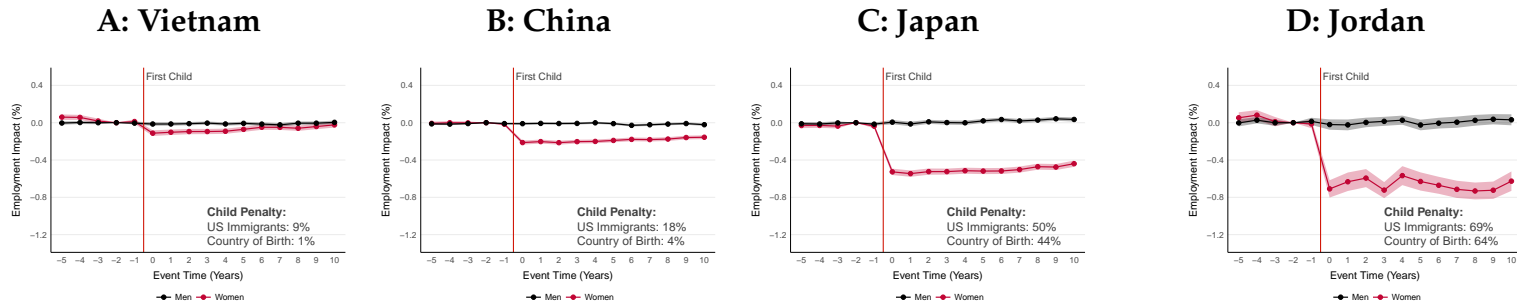 A: Vietnam
Employment Impact (%)
0.4
0.0
−0.4
−0.8
−1.2
First Child
Child Penalty:
US Immigrants: 9%
Country of Birth: 1%
−5 −4 −3 −2 −1 0 1 2 3 4 5 6 7 8 9 10
Event Time (Years)
Men Women
B: China
Employment Impact (%)
0.4
0.0
−0.4
−0.8
−1.2
First Child
Child Penalty:
US Immigrants: 18%
Country of Birth: 4%
−5 −4 −3 −2 −1 0 1 2 3 4 5 6 7 8 9 10
Event Time (Years)
Men Women
C: Japan
Employment Impact (%)
0.4
0.0
−0.4
−0.8
−1.2
First Child
Child Penalty:
US Immigrants: 50%
Country of Birth: 44%
−5 −4 −3 −2 −1 0 1 2 3 4 5 6 7 8 9 10
Event Time (Years)
Men Women
D: Jordan
Employment Impact (%)
0.4
0.0
−0.4
−0.8
−1.2
First Child
Child Penalty:
US Immigrants: 69%
Country of Birth: 64%
−5 −4 −3 −2 −1 0 1 2 3 4 5 6 7 8 9 10
Event Time (Years)
Men Women